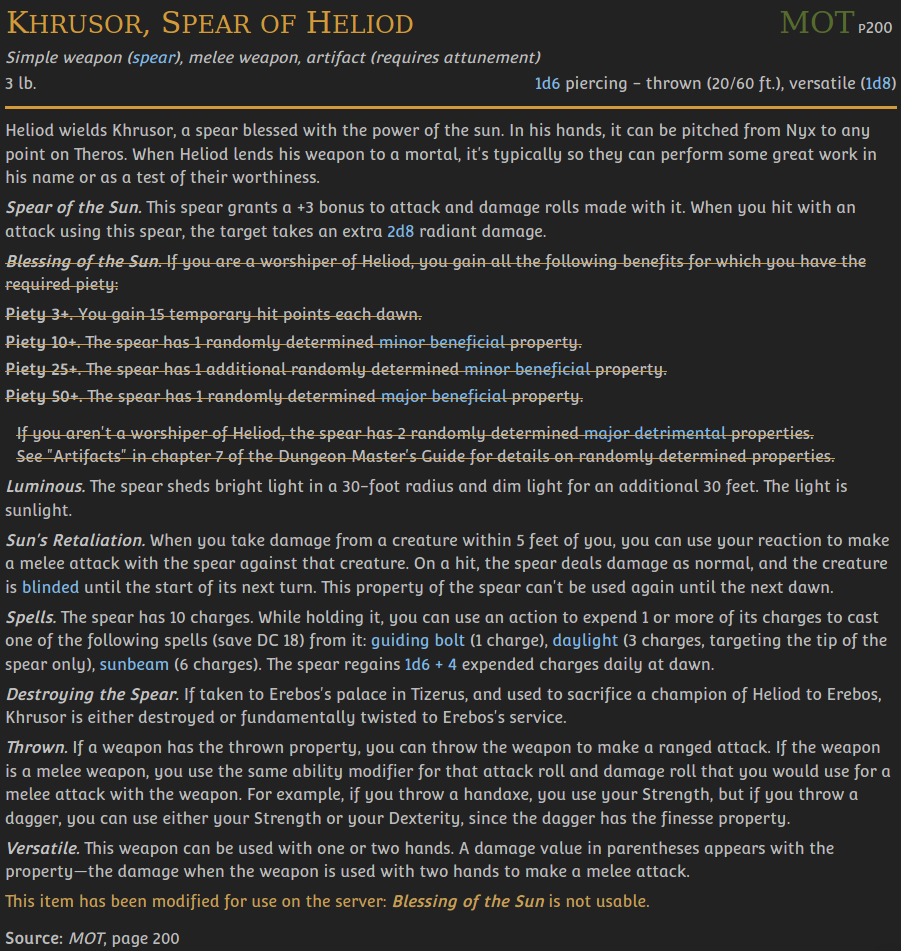 Khrusor, Spear of Heliod MOT P200
Simple weapon (spear), melee weapon, artifact (requires attunement)
3 lb. 1d6 piercing – thrown (20/60 ft.), versatile (1d8)
Heliod wields Khrusor, a spear blessed with the power of the sun. In his hands, it can be pitched from Nyx to any
point on Theros. When Heliod lends his weapon to a mortal, it's typically so they can perform some great work in
his name or as a test of their worthiness.
Spear of the Sun. This spear grants a +3 bonus to attack and damage rolls made with it. When you hit with an
attack using this spear, the target takes an extra 2d8 radiant damage.
Blessing of the Sun. If you are a worshiper of Heliod, you gain all the following benefits for which you have the
required piety:
Piety 3+. You gain 15 temporary hit points each dawn.
Piety 10+. The spear has 1 randomly determined minor beneficial property.
Piety 25+. The spear has 1 additional randomly determined minor beneficial property.
Piety 50+. The spear has 1 randomly determined major beneficial property.
If you aren't a worshiper of Heliod, the spear has 2 randomly determined major detrimental properties.
See "Artifacts" in chapter 7 of the Dungeon Master's Guide for details on randomly determined properties.
Luminous. The spear sheds bright light in a 30-foot radius and dim light for an additional 30 feet. The light is
sunlight.
Sun's Retaliation. When you take damage from a creature within 5 feet of you, you can use your reaction to make
a melee attack with the spear against that creature. On a hit, the spear deals damage as normal, and the creature
is blinded until the start of its next turn. This property of the spear can't be used again until the next dawn.
Spells. The spear has 10 charges. While holding it, you can use an action to expend 1 or more of its charges to cast
one of the following spells (save DC 18) from it: guiding bolt (1 charge), daylight (3 charges, targeting the tip of the
spear only), sunbeam (6 charges). The spear regains 1d6 + 4 expended charges daily at dawn.
Destroying the Spear. If taken to Erebos's palace in Tizerus, and used to sacrifice a champion of Heliod to Erebos,
Khrusor is either destroyed or fundamentally twisted to Erebos's service.
Thrown. If a weapon has the thrown property, you can throw the weapon to make a ranged attack. If the weapon
is a melee weapon, you use the same ability modifier for that attack roll and damage roll that you would use for a
melee attack with the weapon. For example, if you throw a handaxe, you use your Strength, but if you throw a
dagger, you can use either your Strength or your Dexterity, since the dagger has the finesse property.
Versatile. This weapon can be used with one or two hands. A damage value in parentheses appears with the
property—the damage when the weapon is used with two hands to make a melee attack.
This item has been modified for use on the server: Blessing of the Sun is not usable.
Source: MOT, page 200